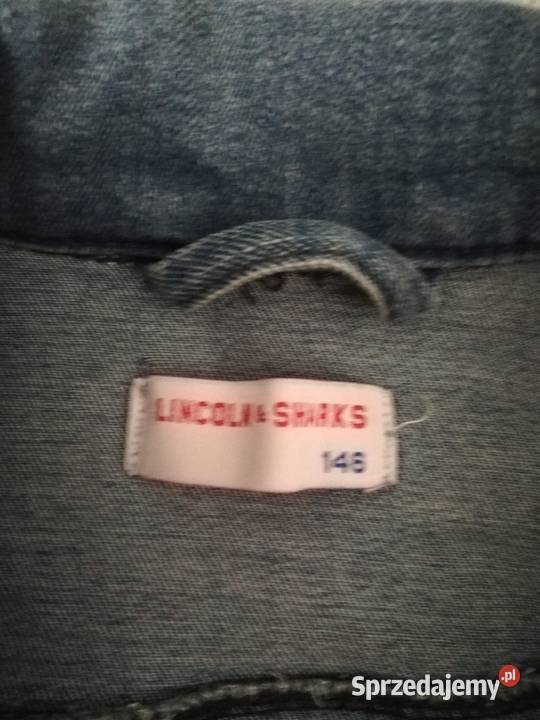 LINCOLN & SHARKS
146
Sprzedajemy.pl